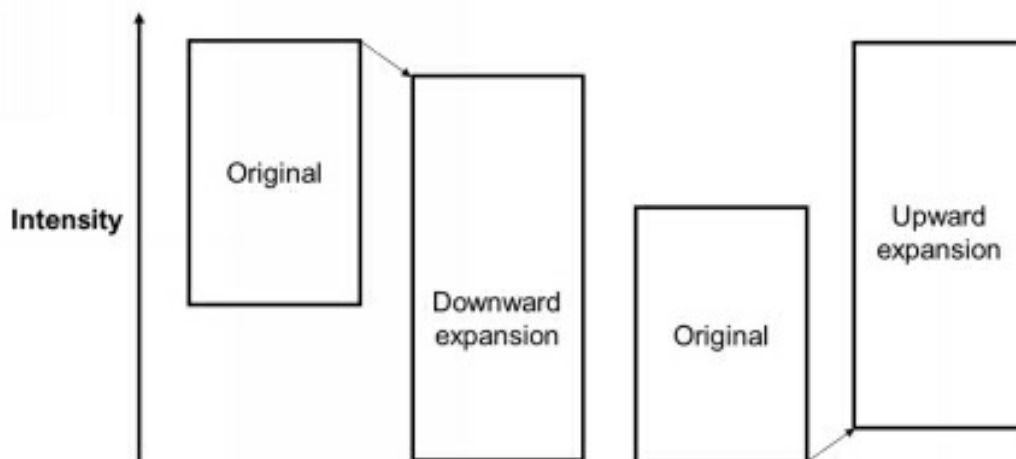 Intensity
Original
Downward
expansion
Original
Upward
expansion